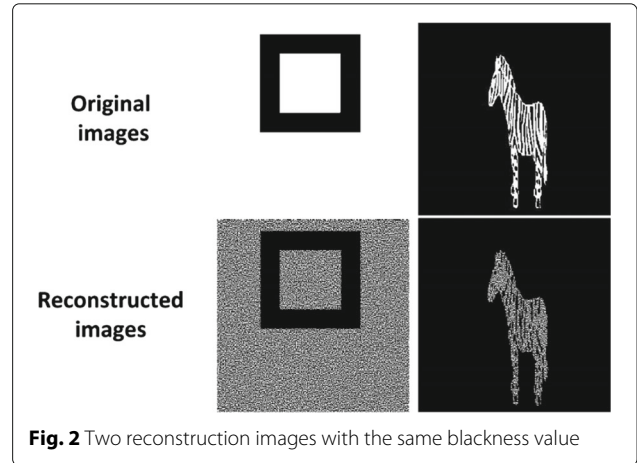 Original
images
Reconstructed
images
Fig. 2 Two reconstruction images with the same blackness value